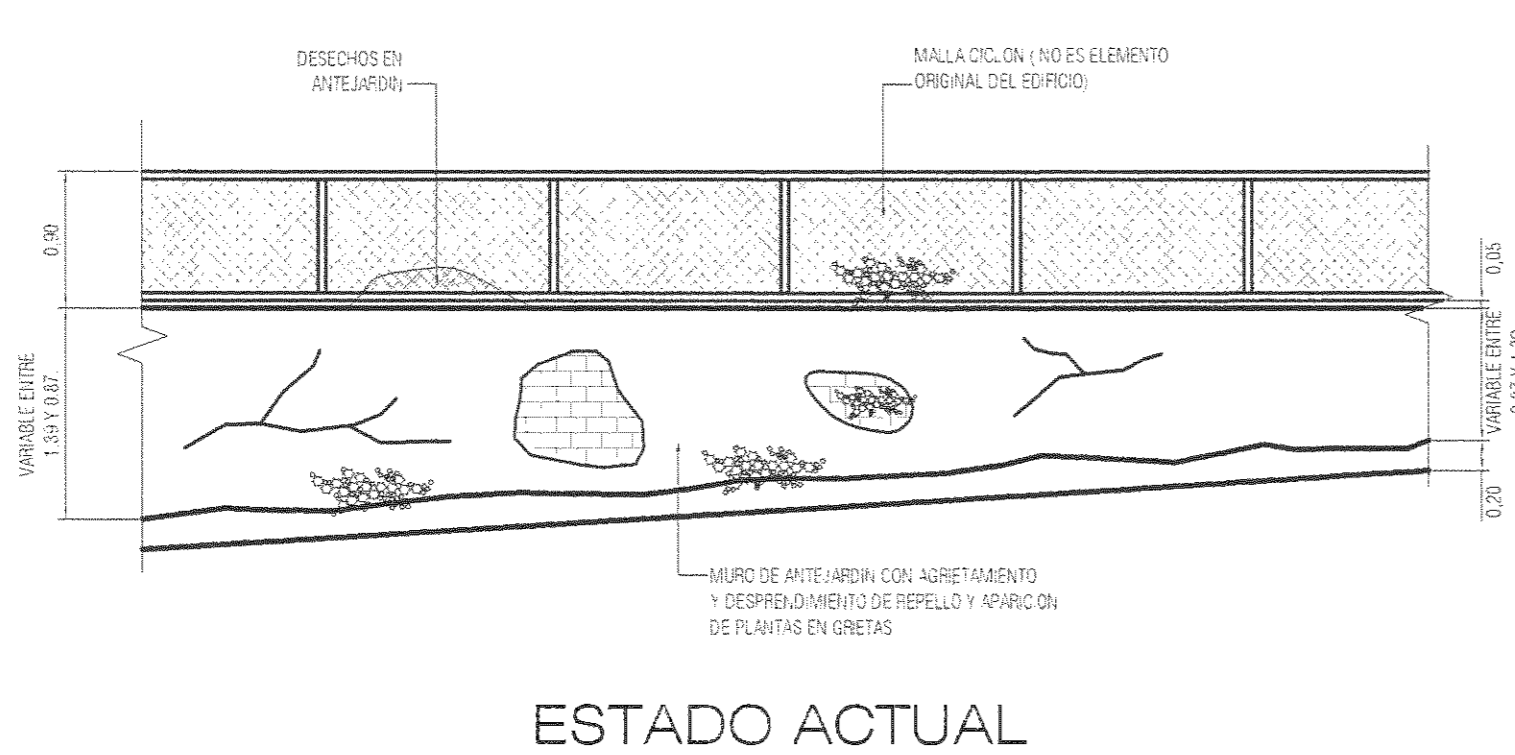 DESECHOS EN
ANTEJARDIN
MALLA CICLON ( NO ES ELEMENTO
ORIGINAL DEL EDIFICIO)
0,90
VARIABLE ENTRE
1.39 Y 0.87.
0,05
VARIABLE ENTRE
0,20
MURO DE ANTEJARDIN CON AGRIETAMIENTO
Y DESPRENDIMIENTO DE REPELLO Y APARICION
DE PLANTAS EN GRIETAS
ESTADO ACTUAL